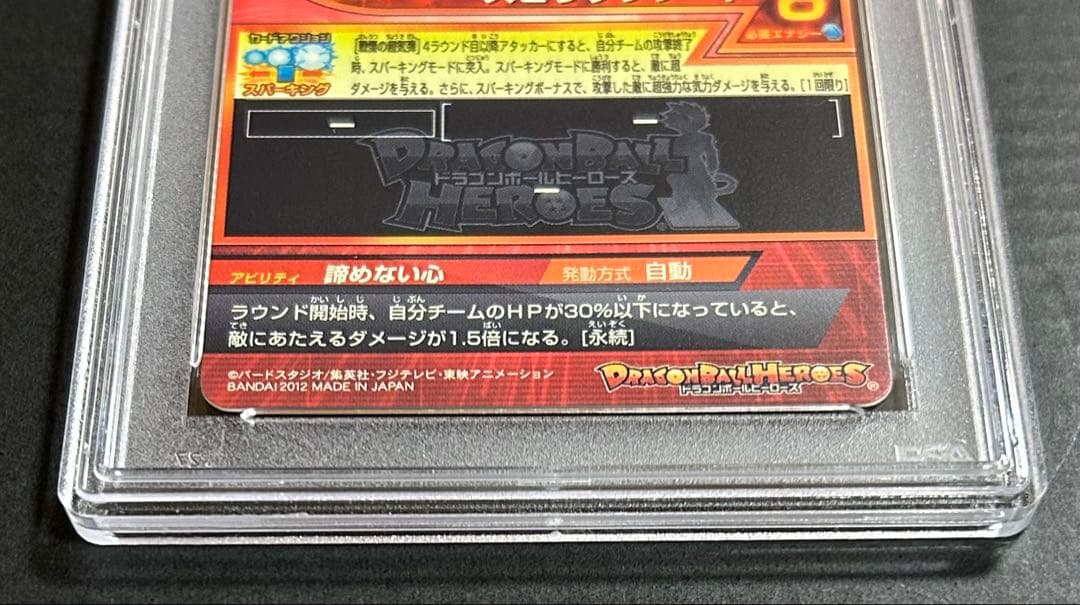 必要エナジー
カードアクション
スパーキング
4ラウンド目以降アタッカーにすると、自分チームの攻撃終了
時、スパーキングモードに突入。スパーキングモードに勝利すると、敵に超
ダメージを与える。さらに、スパーキングボーナスで、攻撃した敵に超強力な気力ダメージを与える。[1回限り]
DRAGON BALL
ドラゴンボールヒーローズ
HEROES
アビリティ 諦めない心 発動方式 自動
ラウンド開始時、自分チームのHPが30%以下になっていると、
敵にあたえるダメージが1.5倍になる。[永続]
©バードスタジオ/集英社・フジテレビ・東映アニメーション
BANDAI 2012 MADE IN JAPAN
DRAGON BALL HEROES®
ドラゴンボールヒーローズ